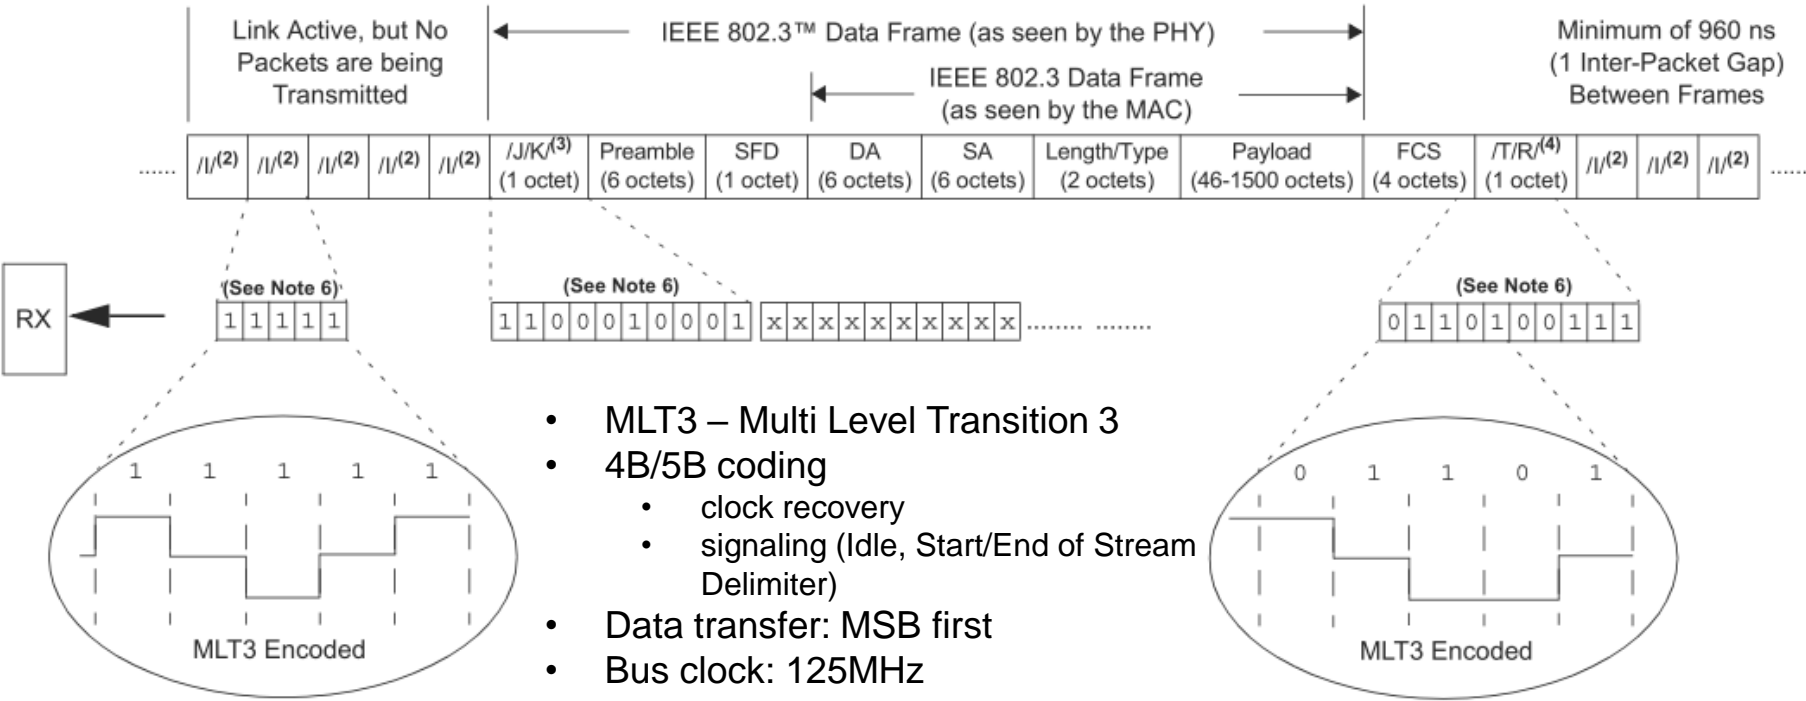 Link Active, but No
Packets are being
Transmitted
IEEE 802.3™ Data Frame (as seen by the PHY)
IEEE 802.3 Data Frame
(as seen by the MAC)
Minimum of 960 ns
(1 Inter-Packet Gap)
Between Frames
...... /I/(2) /I/(2) /I/(2) /I/(2) /I/(2) /J/K/(3) Preamble SFD DA SA Length/Type Payload FCS /T/R/(4) /I/(2) /I/(2) /I/(2) ......
(1 octet) (6 octets) (1 octet) (6 octets) (6 octets) (2 octets) (46-1500 octets) (4 octets) (1 octet)
(See Note 6) (See Note 6) (See Note 6)
RX
1 1 1 1 1
1 1 0 0 0 1 0 0 0 1 x x x x x x x x x x ........ ........
0 1 1 0 1 0 0 1 1 1
1 1 1 1 1
MLT3 Encoded
• MLT3 – Multi Level Transition 3
• 4B/5B coding
• clock recovery
• signaling (Idle, Start/End of Stream
Delimiter)
• Data transfer: MSB first
• Bus clock: 125MHz
0 1 1 0 1
MLT3 Encoded